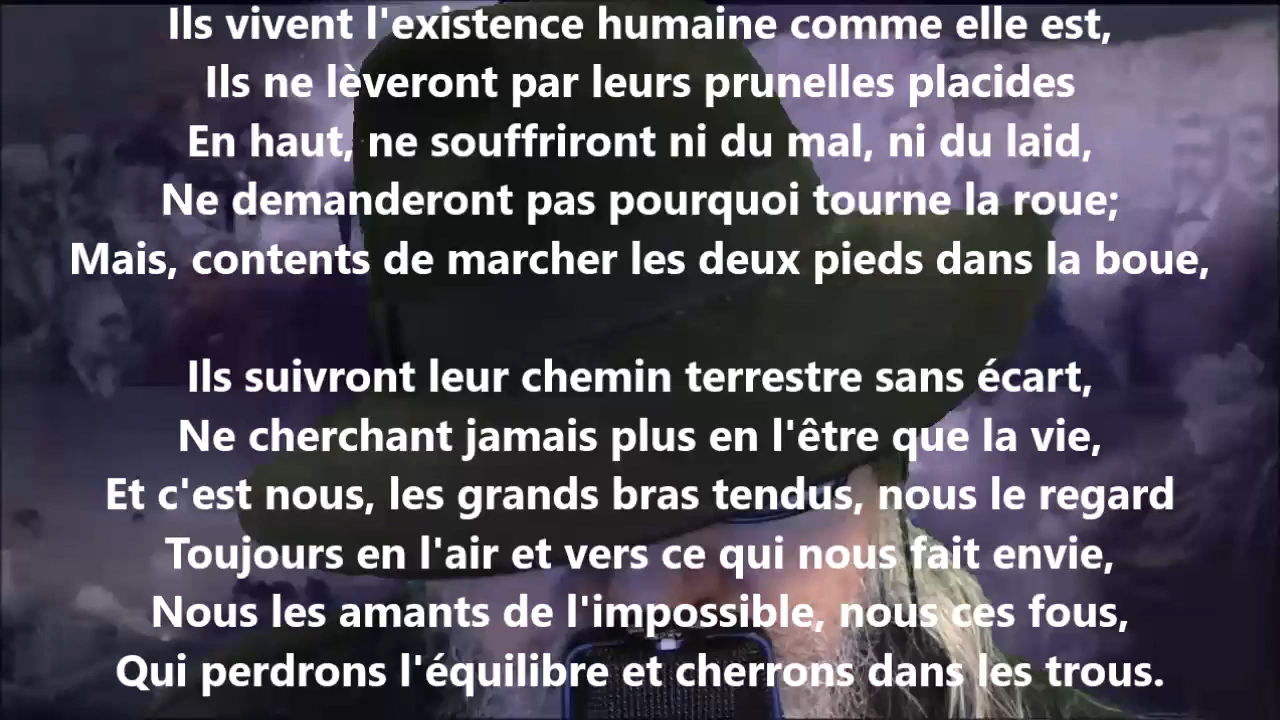 Ils vivent l'existence humaine comme elle est,
Ils ne lèveront par leurs prunelles placides
En haut, ne souffriront ni du mal, ni du laid,
Ne demanderont pas pourquoi tourne la roue;
Mais, contents de marcher les deux pieds dans la boue,
Ils suivront leur chemin terrestre sans écart,
Ne cherchant jamais plus en l'être que la vie,
Et c'est nous, les grands bras tendus, nous le regard
Toujours en l'air et vers ce qui nous fait envie,
Nous les amants de l'impossible, nous ces fous,
Qui perdrons l'équilibre et cherrons dans les trous.